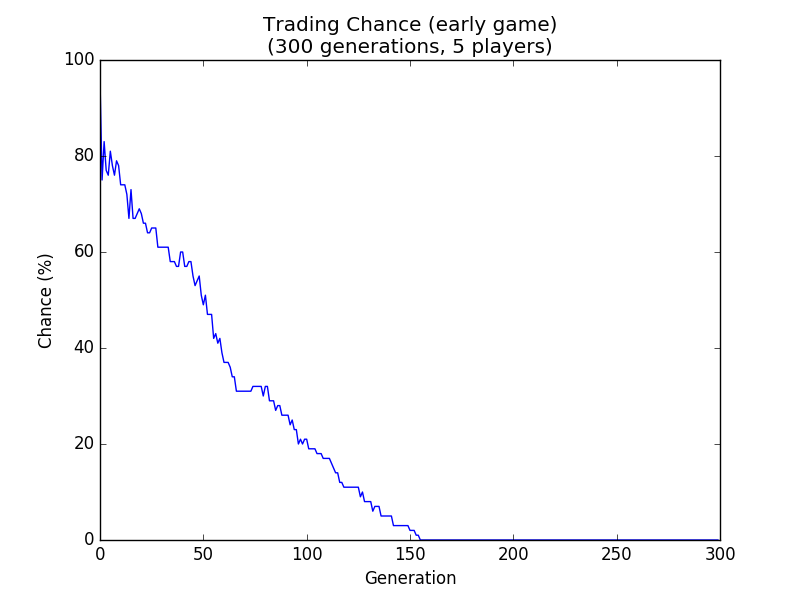 Trading Chance (early game)
(300 generations, 5 players)
100
80
60
40
20
0
Chance (%)
0 50 100 150 200 250 300
Generation